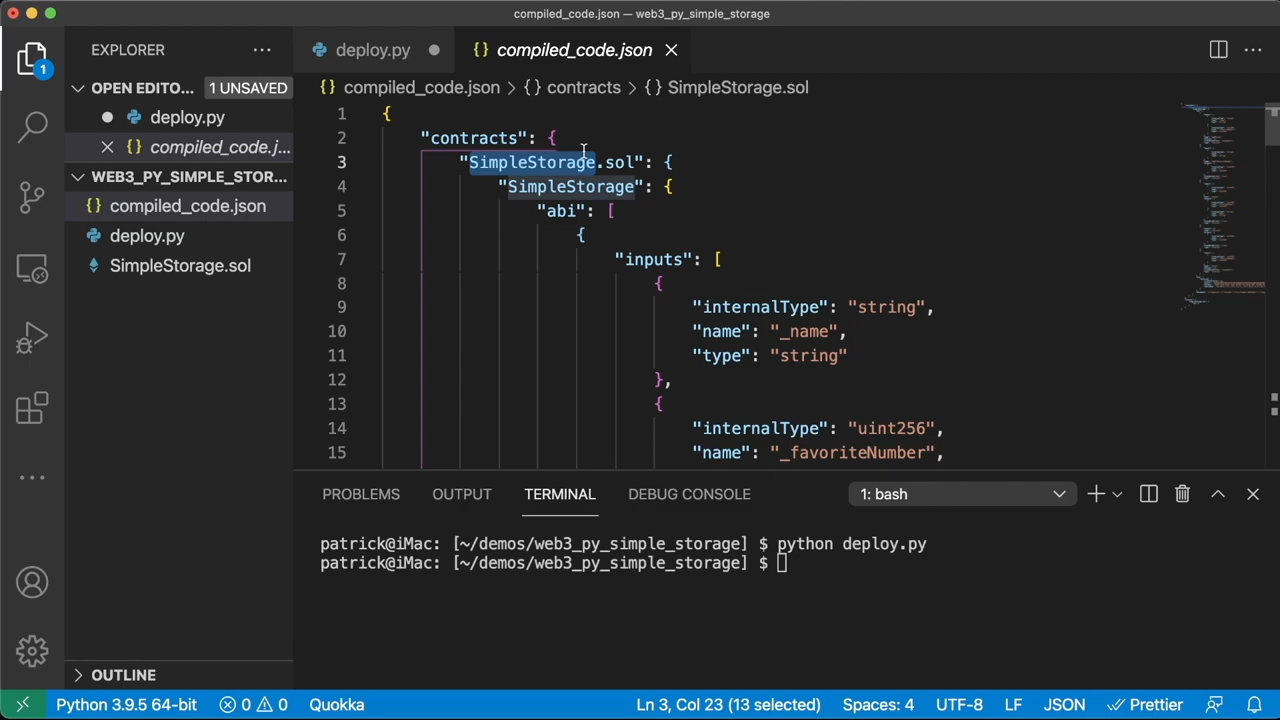 compiled_code.json — web3_py_simple_storage
EXPLORER
deploy.py
{} compiled_code.json
OPEN EDITO... 1 UNSAVED
{} compiled_code.json > {} contracts > {} SimpleStorage.sol
deploy.py
{} compiled_code.j...
WEB3_PY_SIMPLE_STOR...
{} compiled_code.json
deploy.py
SimpleStorage.sol
1 {
2 "contracts": {
3 "SimpleStorage.sol": {
4 "SimpleStorage": {
5 "abi": [
6 {
7 "inputs": [
8 {
9 "internalType": "string",
10 "name": "_name",
11 "type": "string"
12 },
13 {
14 "internalType": "uint256",
15 "name": "_favoriteNumber",
1
PROBLEMS OUTPUT TERMINAL DEBUG CONSOLE 1: bash
patrick@iMac: [~/demos/web3_py_simple_storage] $ python deploy.py
patrick@iMac: [~/demos/web3_py_simple_storage] $
OUTLINE
Python 3.9.5 64-bit 0 0 Quokka Ln 3, Col 23 (13 selected) Spaces: 4 UTF-8 LF JSON Prettier